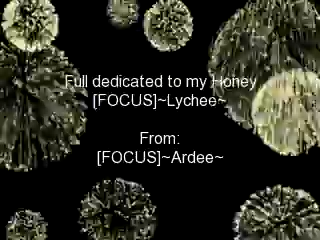 Full dedicated to my Honey
[FOCUS]~Lychee~
From:
[FOCUS]~Ardee~